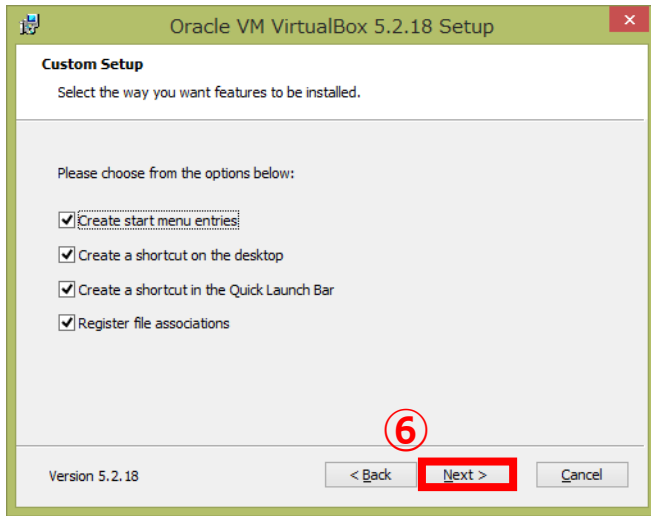 Oracle VM VirtualBox 5.2.18 Setup
Custom Setup
Select the way you want features to be installed.
Please choose from the options below:
Create start menu entries
Create a shortcut on the desktop
Create a shortcut in the Quick Launch Bar
Register file associations
⑥
Version 5.2.18 < Back Next > Cancel